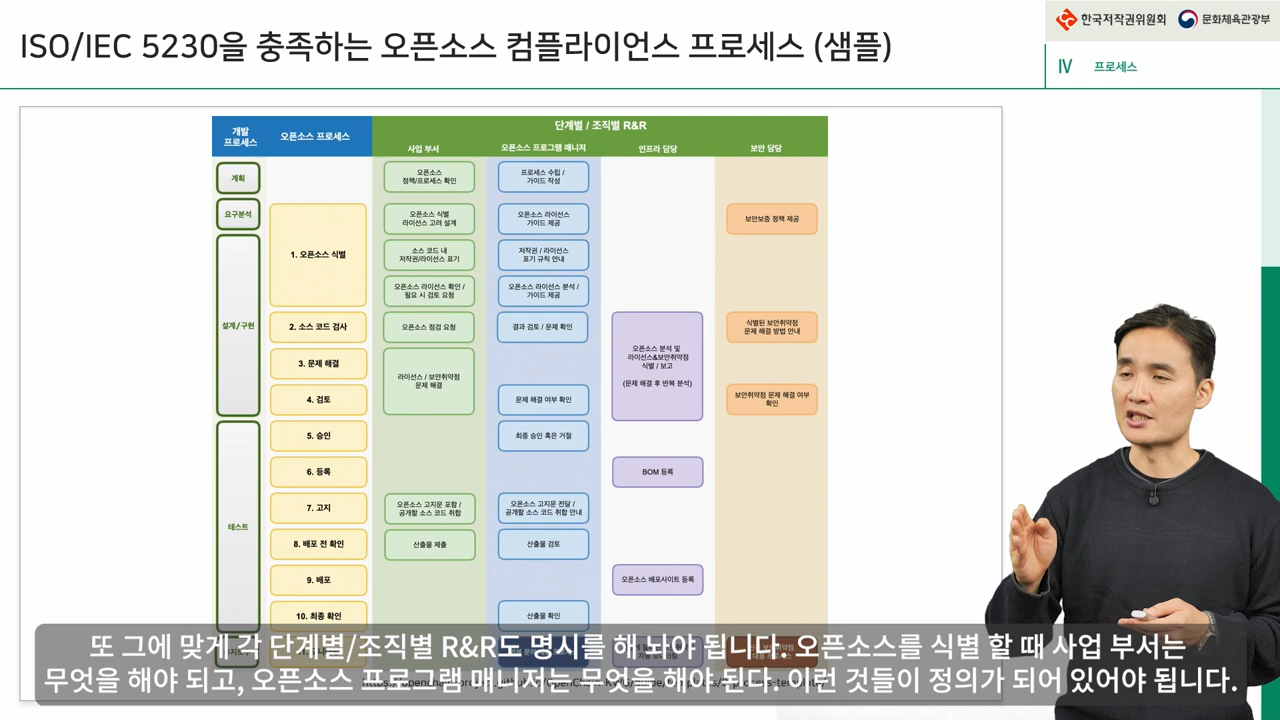 한국저작권위원회
문화체육관광부
ISO/IEC 5230을 충족하는 오픈소스 컴플라이언스 프로세스 (샘플)
Ⅳ 프로세스
개발
프로세스
오픈소스 프로세스
단계별 / 조직별 R&R
사업 부서
오픈소스 프로그램 매니저
인프라 담당
보안 담당
계획
오픈소스
정책/프로세스 확인
프로세스 수립 /
가이드 작성
요구분석
1. 오픈소스 식별
오픈소스 식별
라이선스 고려 설계
오픈소스 라이선스
가이드 제공
보안보증 정책 제공
설계/구현
소스 코드 내
저작권/라이선스 표기
저작권 / 라이선스
표기 규칙 안내
오픈소스 라이선스 확인 /
필요 시 검토 요청
오픈소스 라이선스 분석 /
가이드 제공
2. 소스 코드 검사
오픈소스 점검 요청
결과 검토 / 문제 확인
오픈소스 분석 및
라이선스&보안취약점
식별 / 보고
(문제 해결 후 반복 분석)
식별된 보안취약점
문제 해결 방법 안내
3. 문제 해결
라이선스 / 보안취약점
문제 해결
4. 검토
문제 해결 여부 확인
보안취약점 문제 해결 여부
확인
테스트
5. 승인
최종 승인 혹은 거절
6. 등록
BOM 등록
7. 고지
오픈소스 고지문 포함 /
공개할 소스 코드 취합
오픈소스 고지문 전달 /
공개할 소스 코드 취합 안내
8. 배포 전 확인
산출물 제출
산출물 검토
9. 배포
오픈소스 배포사이트 등록
10. 최종 확인
산출물 확인
또 그에 맞게 각 단계별/조직별 R&R도 명시를 해 놔야 됩니다. 오픈소스를 식별 할 때 사업 부서는
무엇을 해야 되고, 오픈소스 프로그램 매니저는 무엇을 해야 된다. 이런 것들이 정의가 되어 있어야 됩니다.